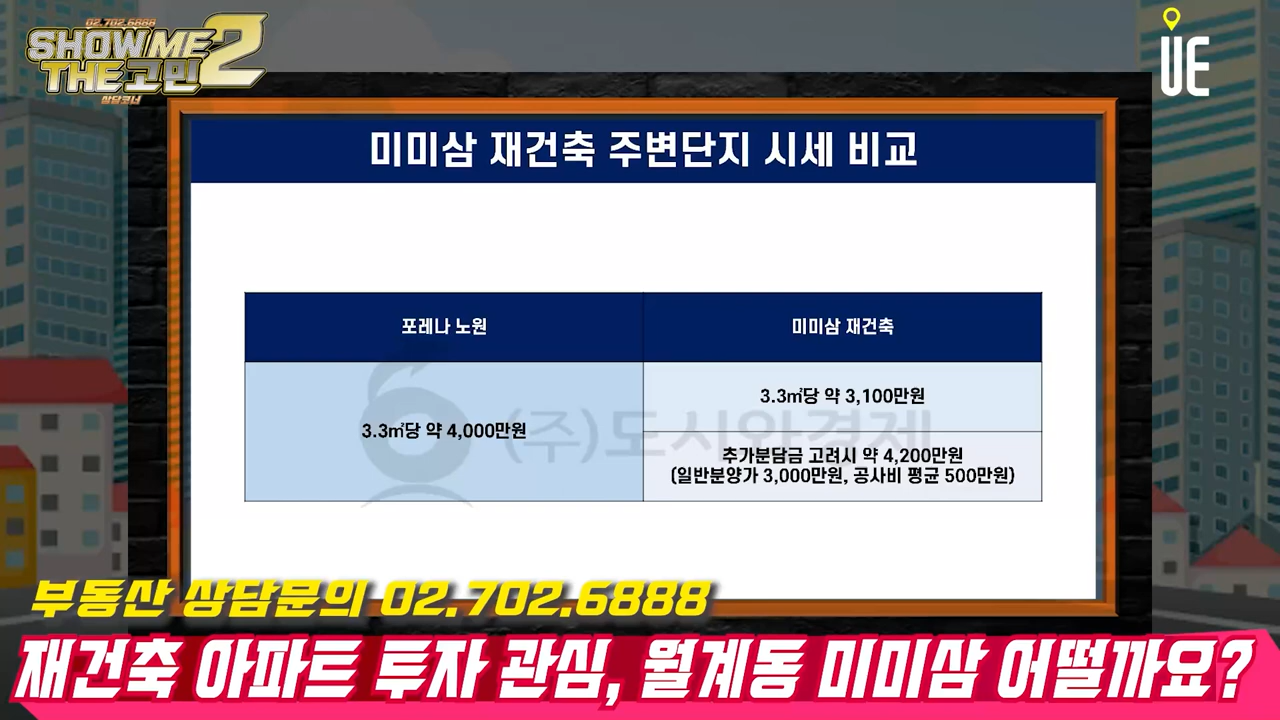 02.702.6888
SHOW ME
THE고민2
상담코너
UE
미미삼 재건축 주변단지 시세 비교
포레나 노원
미미삼 재건축
3.3㎡당 약 4,000만원
3.3㎡당 약 3,100만원
추가분담금 고려시 약 4,200만원
(일반분양가 3,000만원, 공사비 평균 500만원)
(주)도시와경제
부동산 상담문의 02.702.6888
재건축 아파트 투자 관심, 월계동 미미삼 어떨까요?